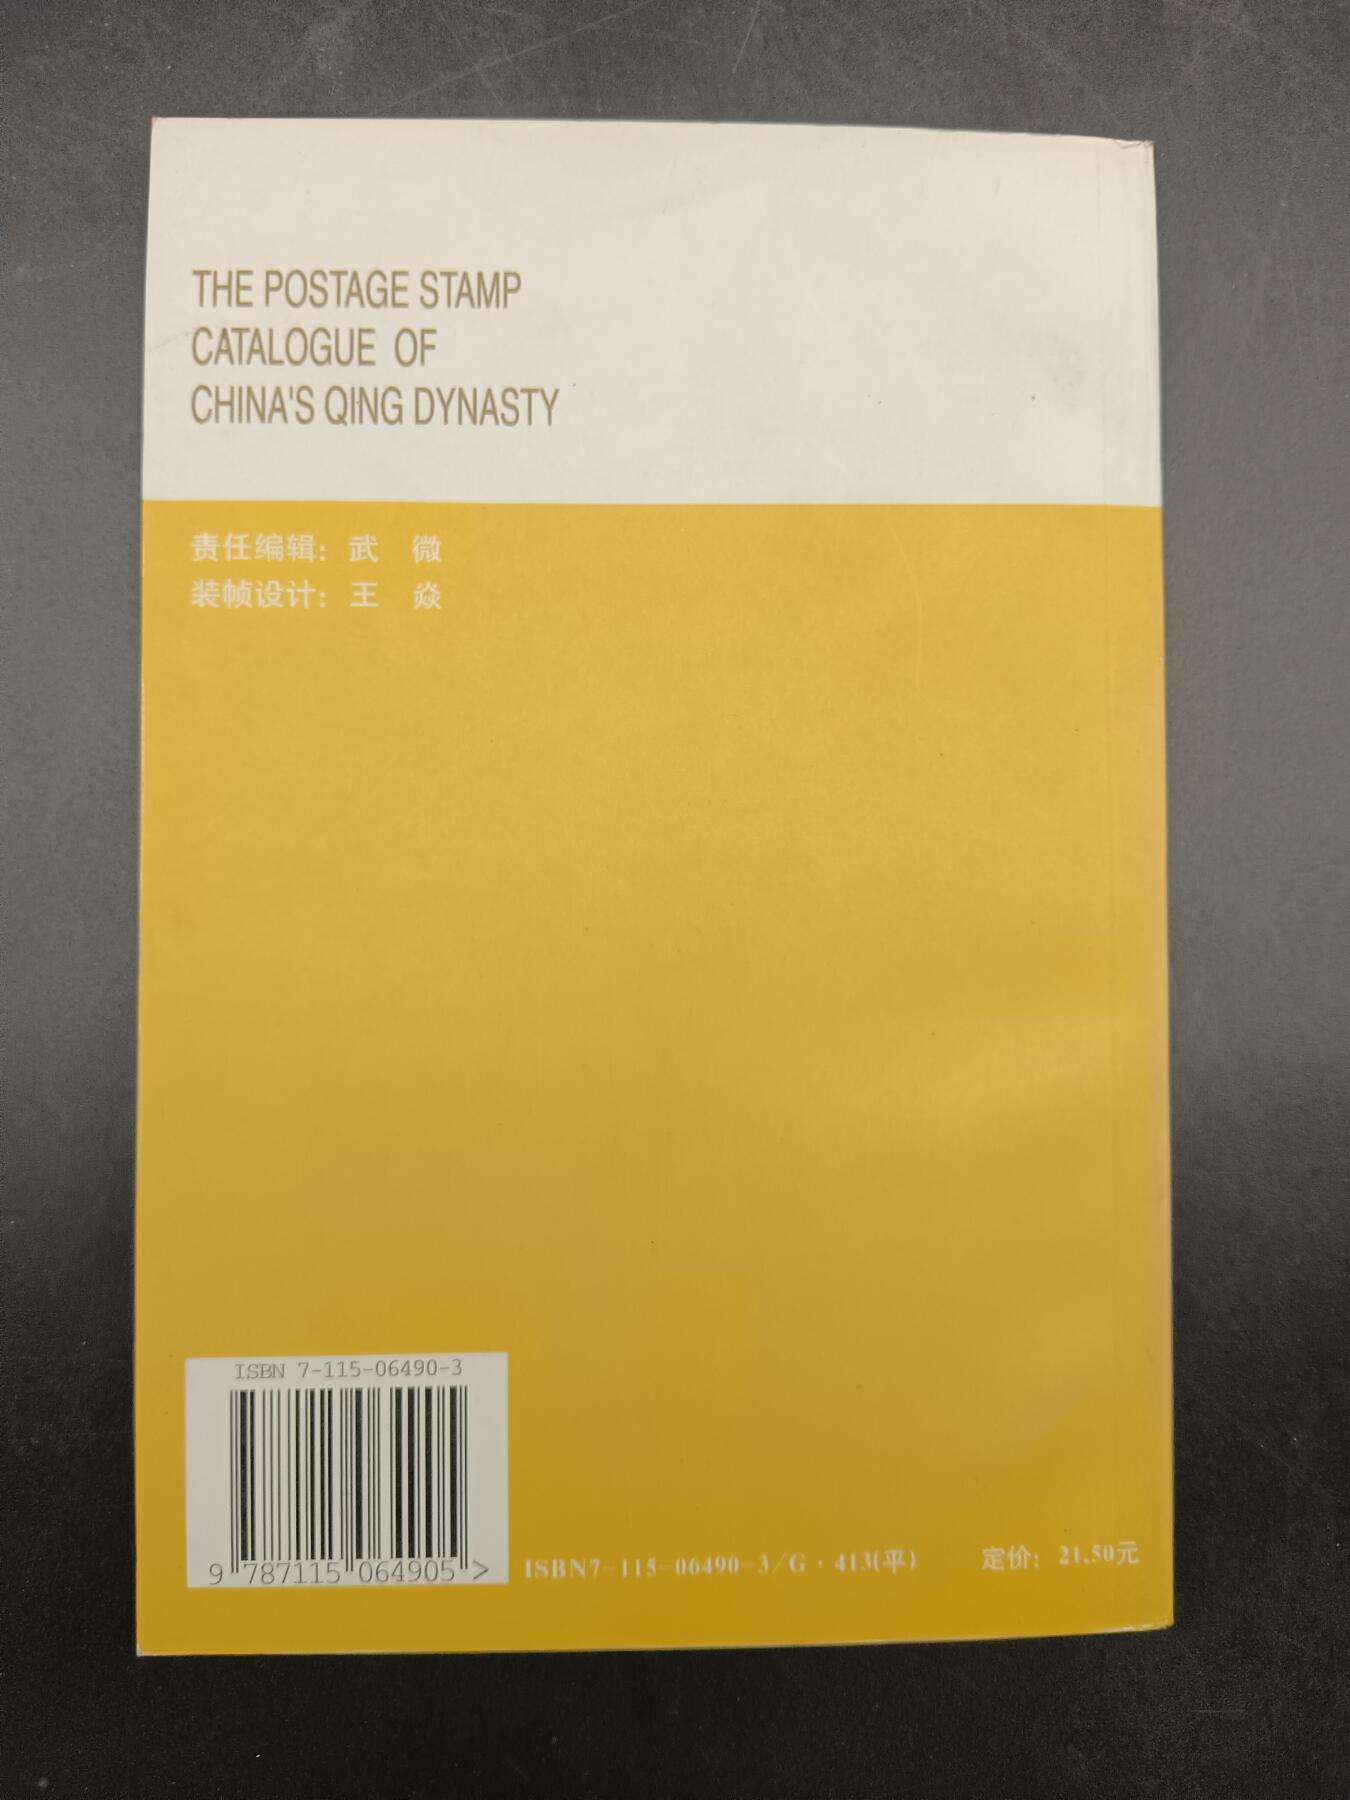 THE POSTAGE STAMP
CATALOGUE OF
CHINA'S QING DYNASTY
责任编辑：武 微
装帧设计：王 焱
ISBN 7-115-06490-3
9 787115 064905 >
ISBN7-115-06490-3/G·413(平)
定价：21.50元